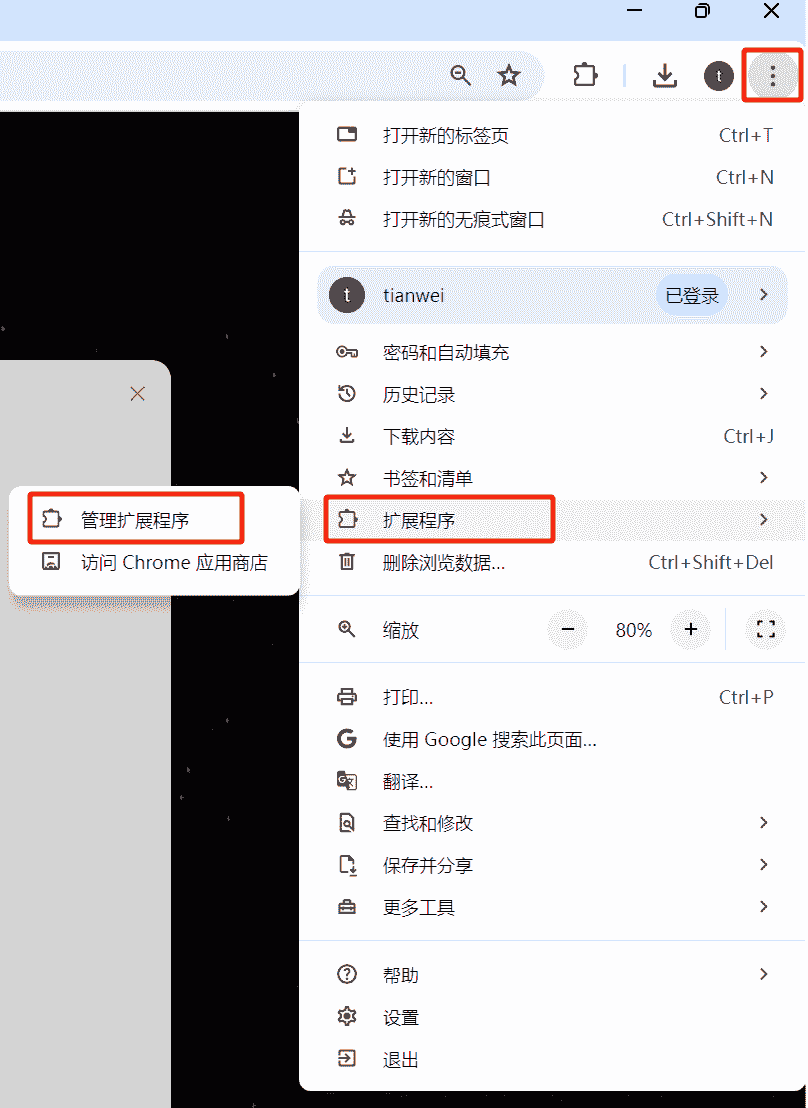 t
打开新的标签页 Ctrl+T
打开新的窗口 Ctrl+N
打开新的无痕式窗口 Ctrl+Shift+N
t tianwei 已登录
密码和自动填充
历史记录
下载内容 Ctrl+J
书签和清单
管理扩展程序
扩展程序
访问 Chrome 应用商店
删除浏览数据... Ctrl+Shift+Del
缩放 80%
打印... Ctrl+P
使用 Google 搜索此页面...
翻译...
查找和修改
保存并分享
更多工具
帮助
设置
退出